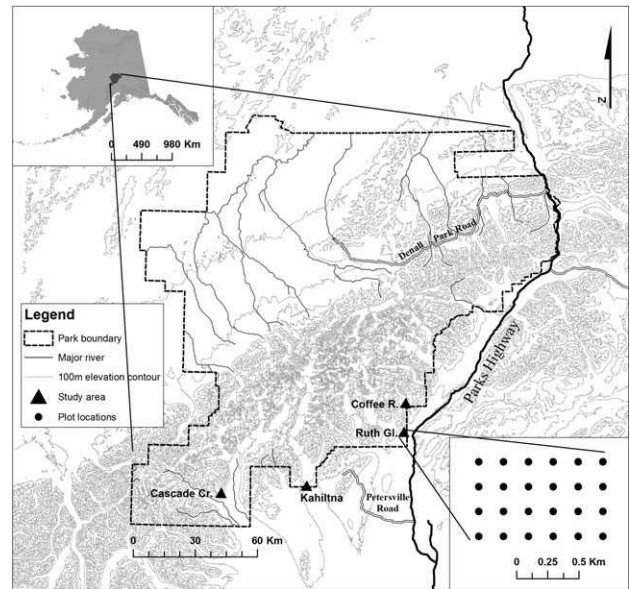 0 490 980 Km
N
Denali Park Road
Legend
Park boundary
Major river
100m elevation contour
Study area
Plot locations
Parks Highway
Coffee R.
Ruth Gl.
Cascade Cr.
Kahiltna
Petersville
Road
0 30 60 Km
0 0.25 0.5 Km